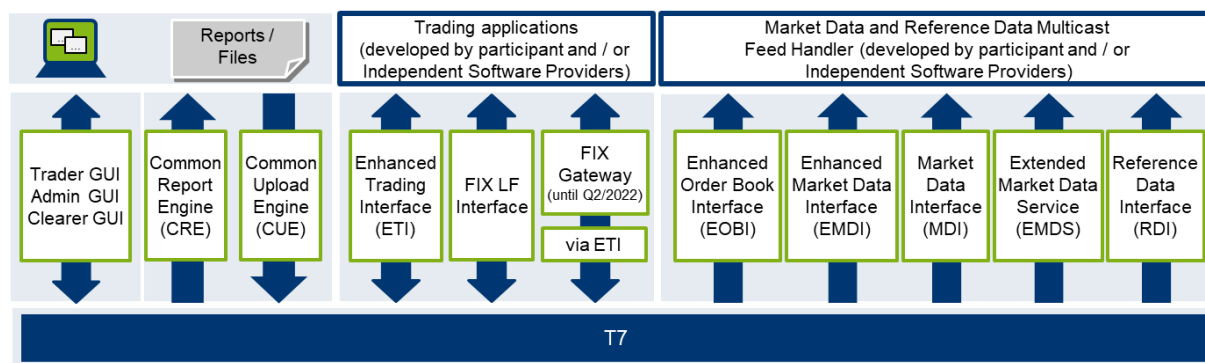 Reports /
Files
Trading applications
(developed by participant and / or
Independent Software Providers)
Market Data and Reference Data Multicast
Feed Handler (developed by participant and / or
Independent Software Providers)
Trader GUI
Admin GUI
Clearer GUI
Common
Report
Engine
(CRE)
Common
Upload
Engine
(CUE)
Enhanced
Trading
Interface
(ETI)
FIX LF
Interface
FIX
Gateway
(until Q2/2022)
via ETI
Enhanced
Order Book
Interface
(EOBI)
Enhanced
Market Data
Interface
(EMDI)
Market
Data
Interface
(MDI)
Extended
Market Data
Service
(EMDS)
Reference
Data
Interface
(RDI)
T7